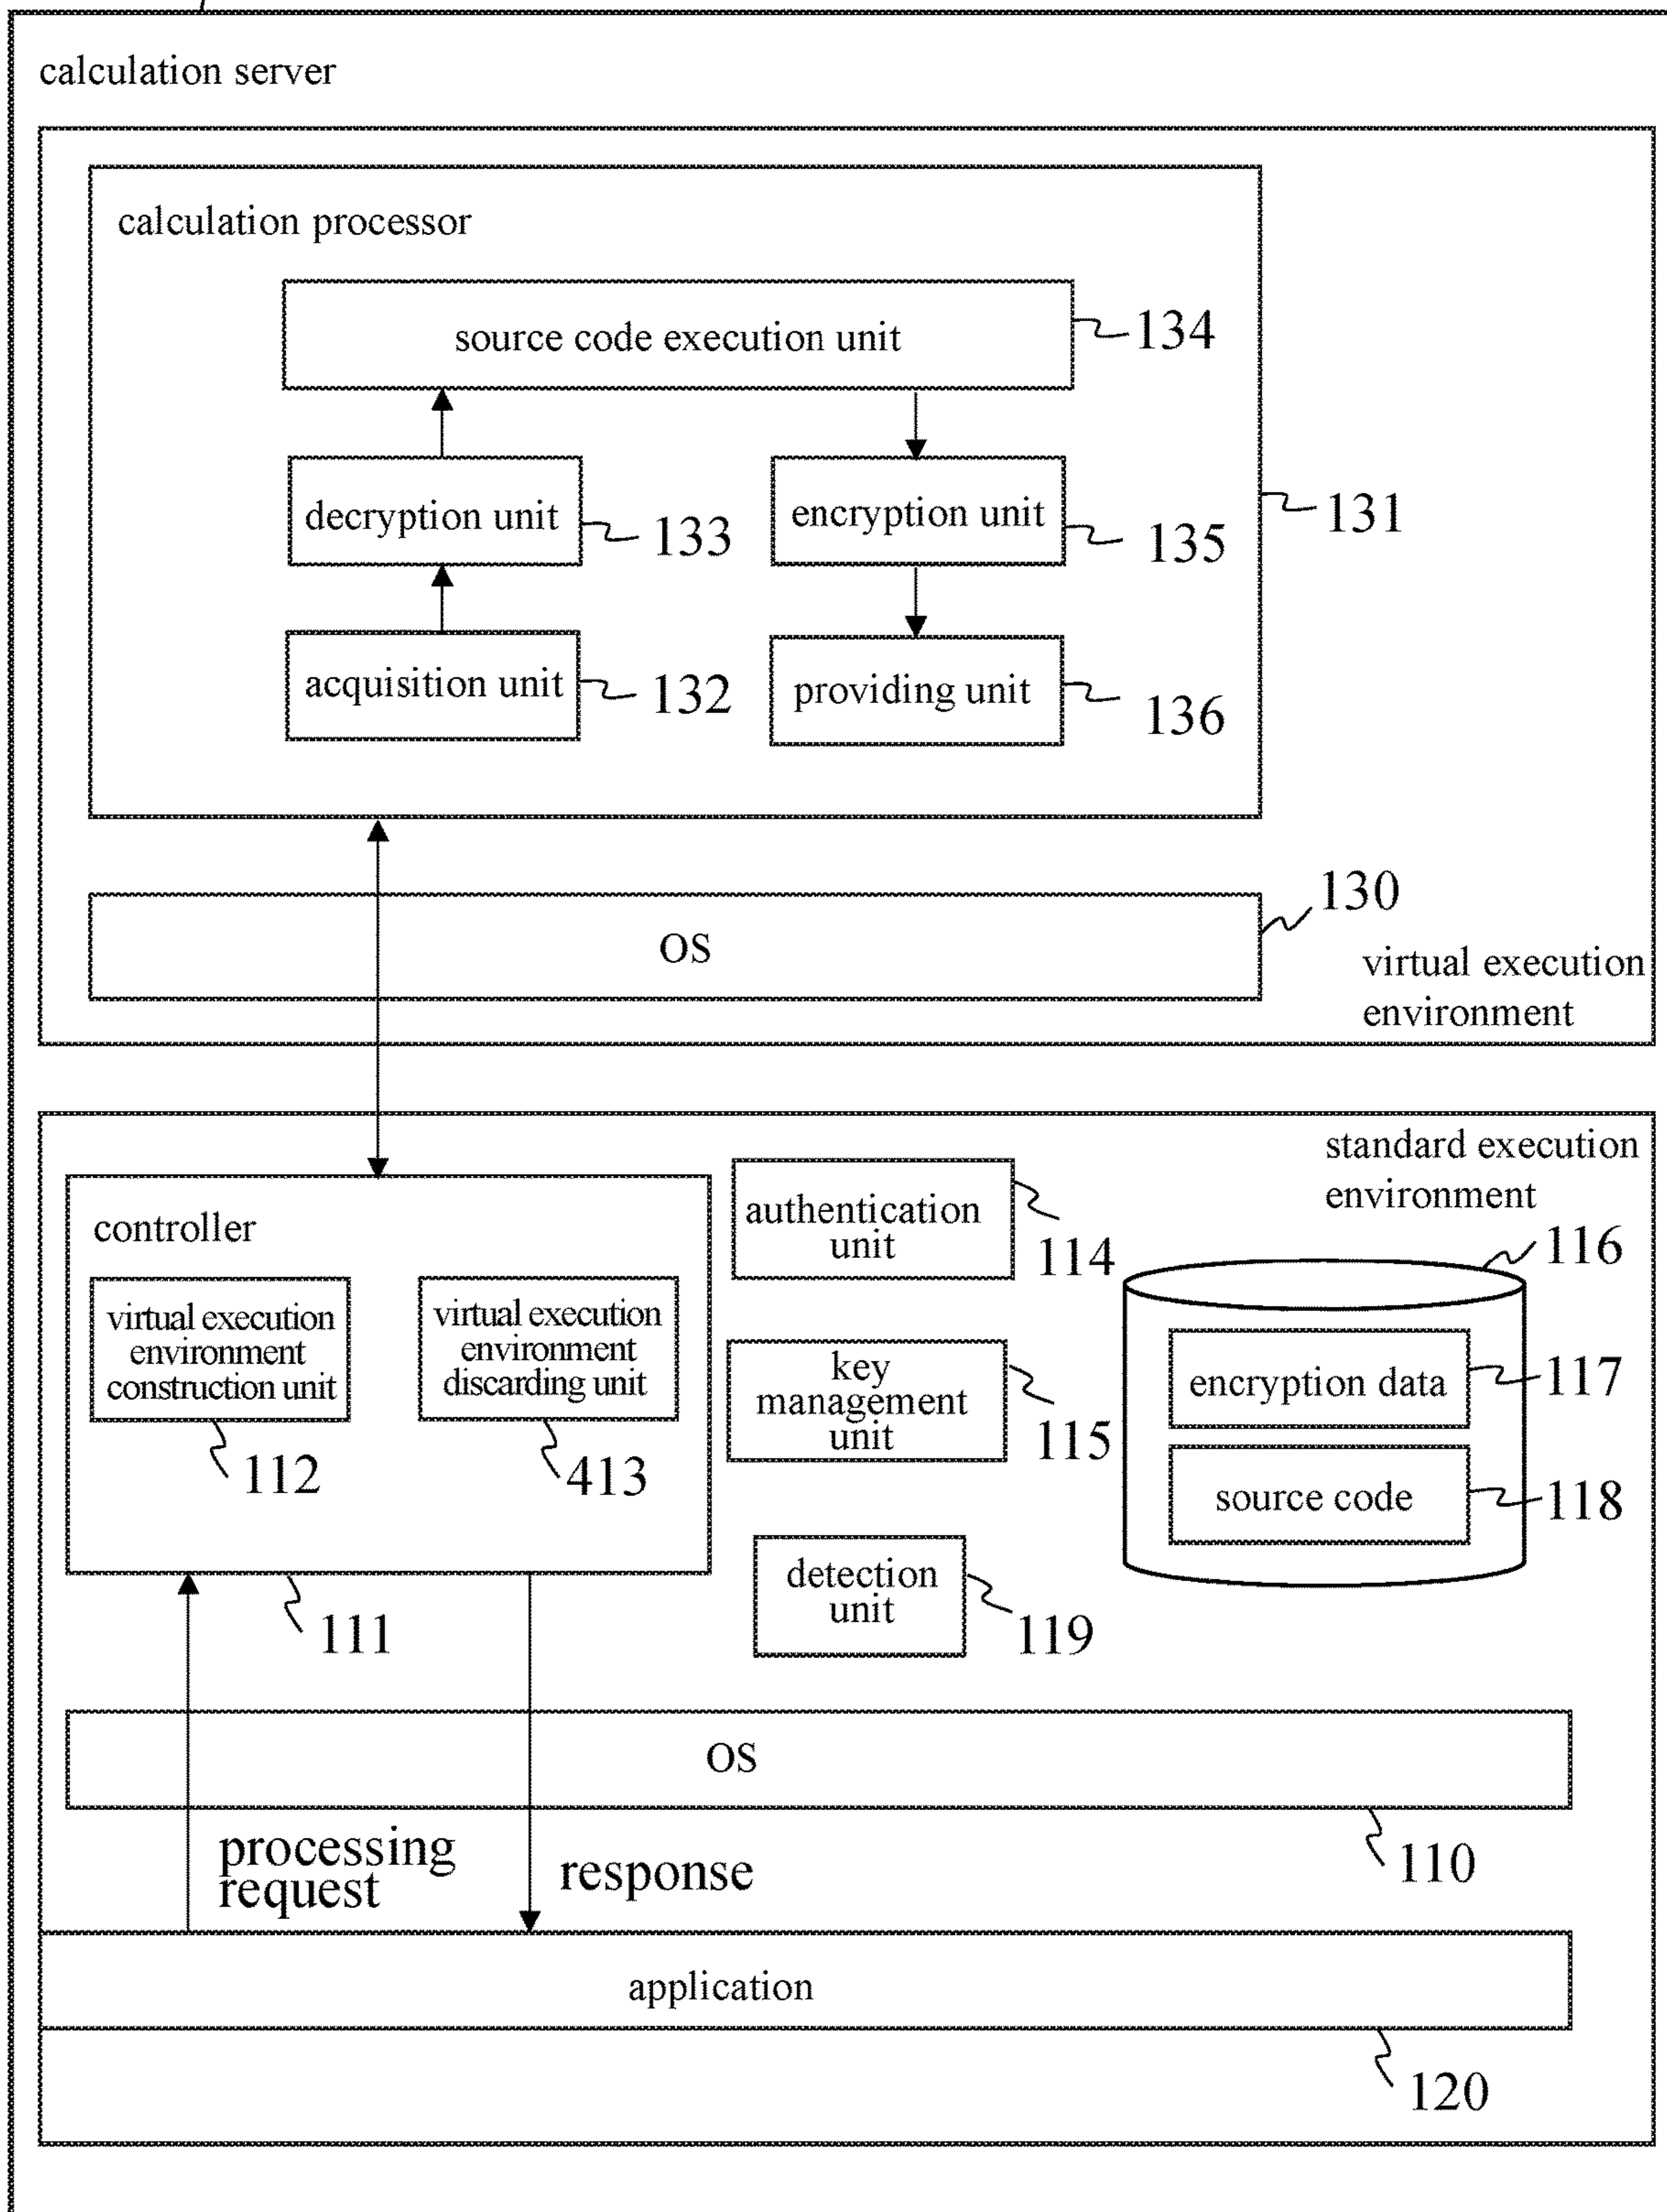 calculation server
calculation processor
source code execution unit
134
decryption unit
133
encryption unit
135
131
acquisition unit
132
providing unit
136
OS
130
virtual execution
environment
standard execution
environment
controller
virtual execution
environment
construction unit
112
virtual execution
environment
discarding unit
413
authentication
unit
114
key
management
unit
115
detection
unit
119
116
encryption data
117
source code
118
111
OS
110
processing
request
response
application
120